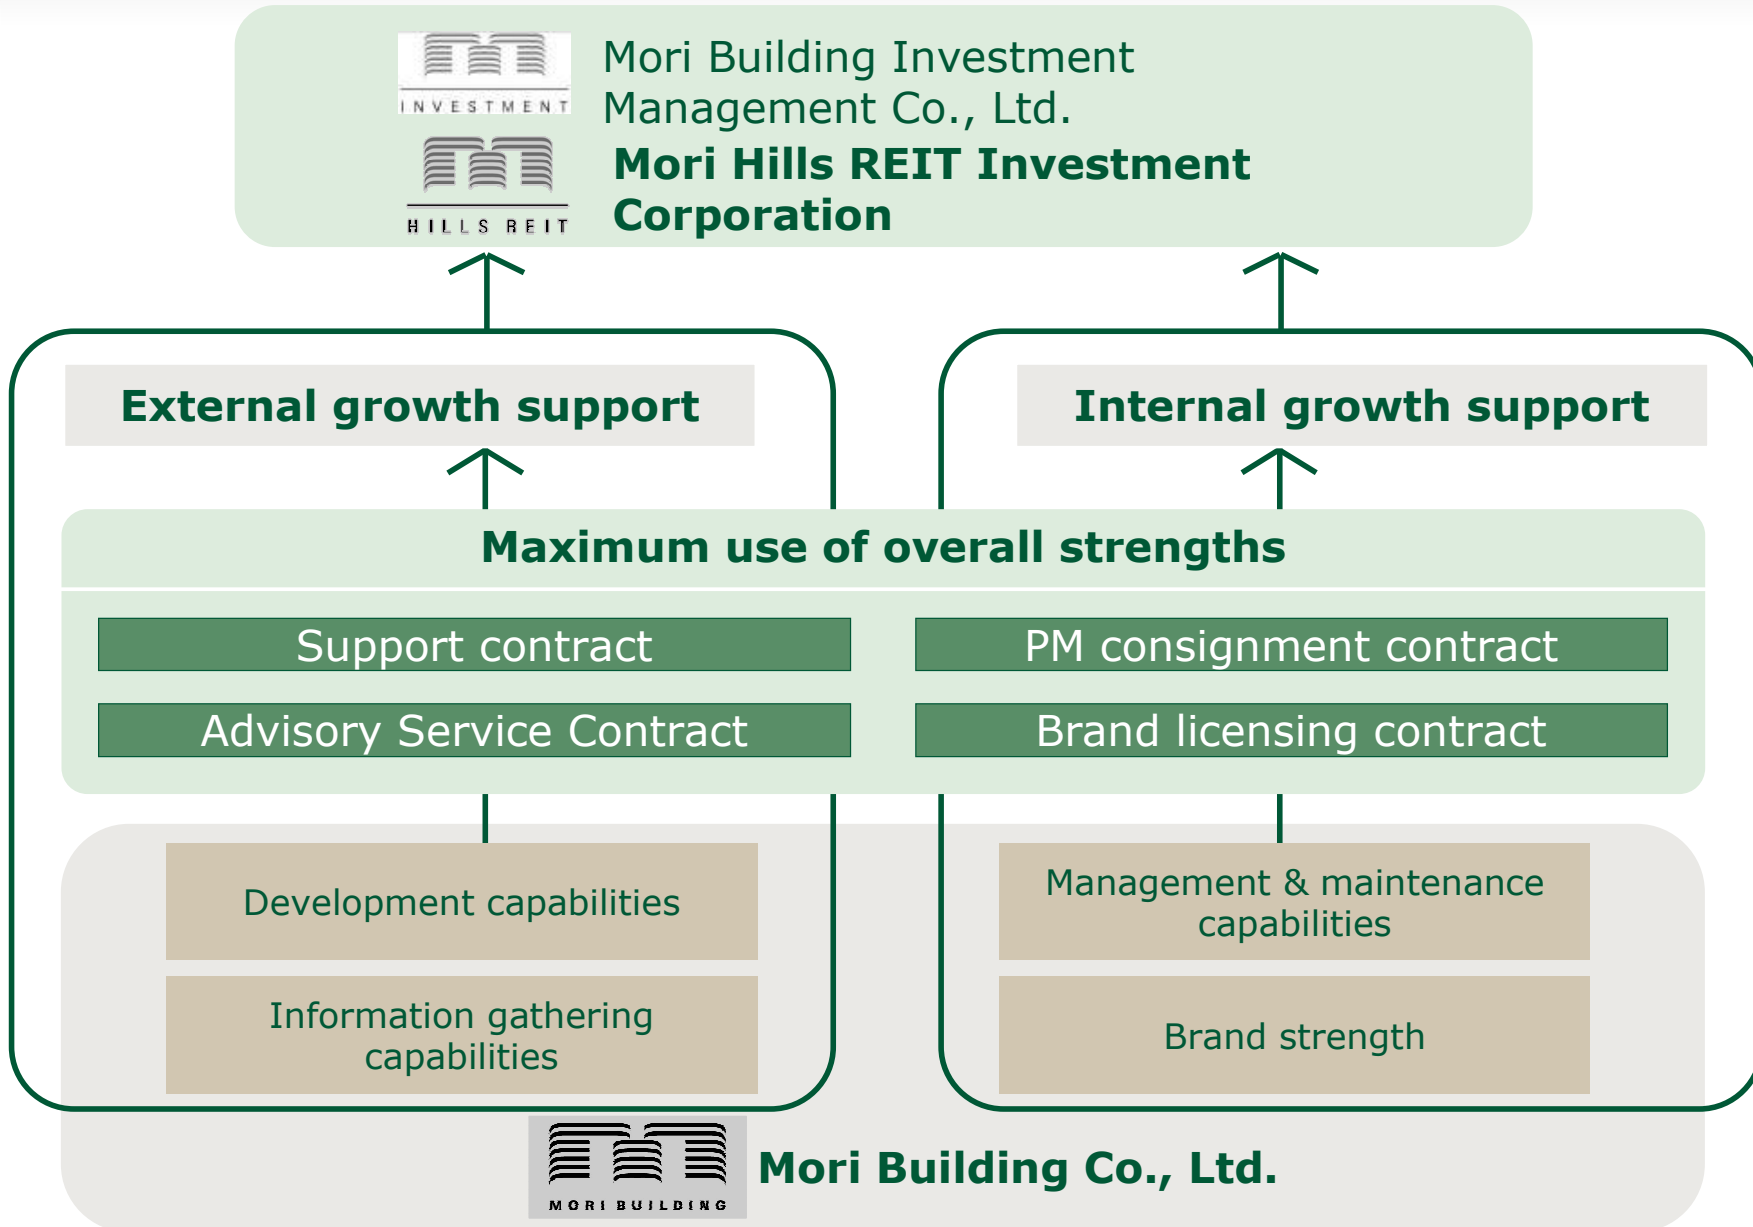 INVESTMENT
Mori Building Investment
Management Co., Ltd.
HILLS REIT
Mori Hills REIT Investment
Corporation
External growth support
Internal growth support
Maximum use of overall strengths
Support contract
PM consignment contract
Advisory Service Contract
Brand licensing contract
Development capabilities
Management & maintenance
capabilities
Information gathering
capabilities
Brand strength
MORI BUILDING
Mori Building Co., Ltd.